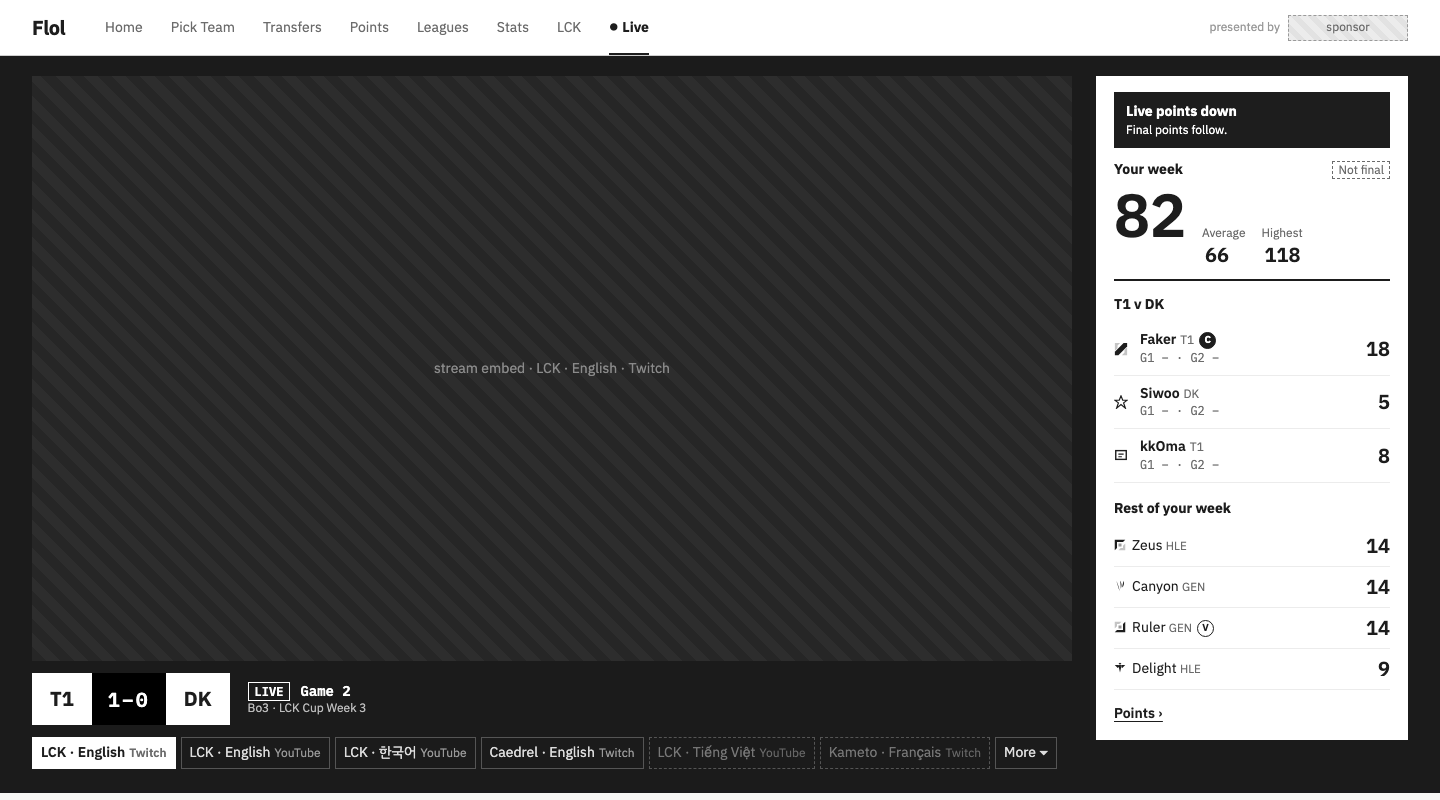 Flol Home Pick Team Transfers Points Leagues Stats LCK Live presented by sponsor
stream embed · LCK · English · Twitch
T1 1–0 DK
LIVE Game 2
Bo3 · LCK Cup Week 3
LCK · English Twitch
LCK · English YouTube
LCK · 한국어 YouTube
Caedrel · English Twitch
LCK · Tiếng Việt YouTube
Kameto · Français Twitch
More
Live points down
Final points follow.
Your week Not final
82
Average Highest
66 118
T1 v DK
Faker T1 C 18
G1 – · G2 –
Siwoo DK 5
G1 – · G2 –
kkOma T1 8
G1 – · G2 –
Rest of your week
Zeus HLE 14
Canyon GEN 14
Ruler GEN V 14
Delight HLE 9
Points ›